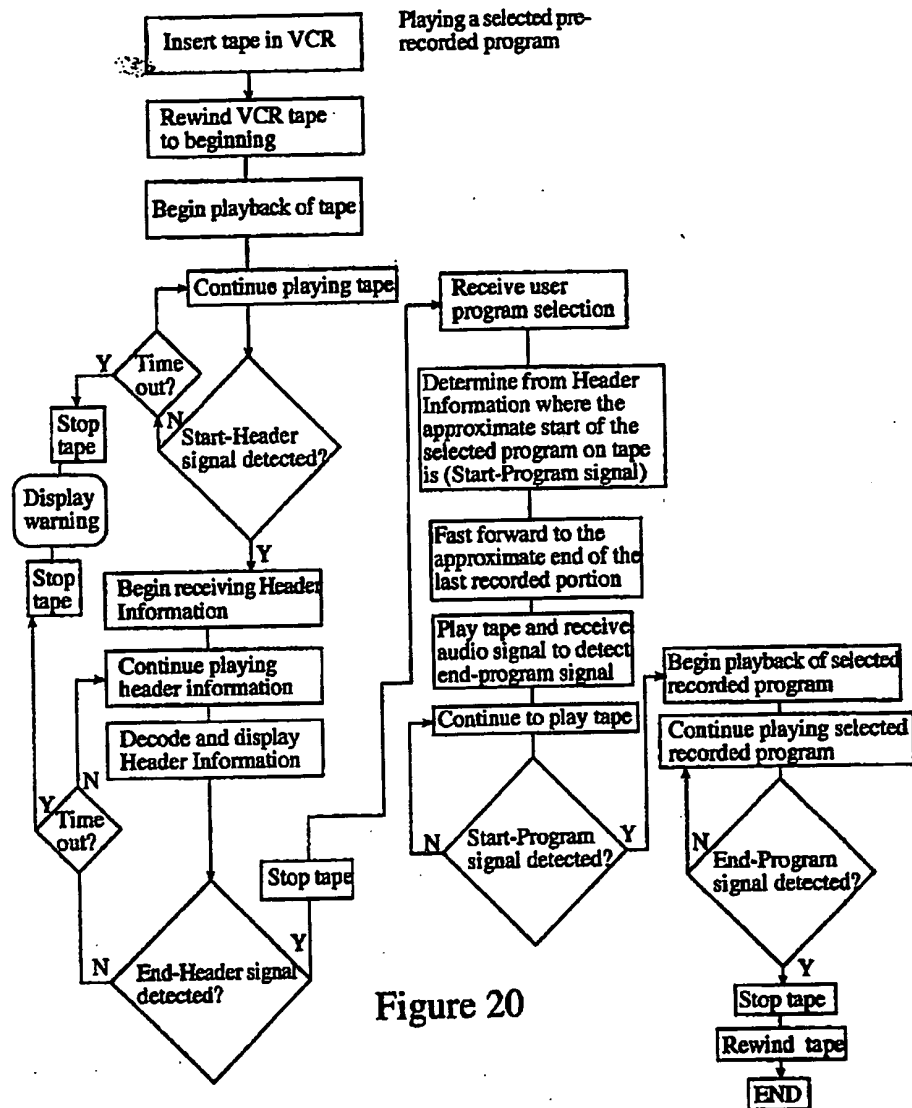 Playing a selected pre-
recorded program
Insert tape in VCR
Rewind VCR tape
to beginning
Begin playback of tape
Continue playing tape
Y
Time
out?
N
Stop
tape
Start-Header
signal detected?
Display
warning
Y
Stop
tape
Begin receiving Header
Information
Continue playing
header information
Decode and display
Header Information
N
Y
Time
out?
Stop tape
N
Y
End-Header signal
detected?
Receive user
program selection
Determine from Header
Information where the
approximate start of the
selected program on tape
is (Start-Program signal)
Fast forward to the
approximate end of the
last recorded portion
Play tape and receive
audio signal to detect
end-program signal
Continue to play tape
N
Start-Program
signal detected?
Y
Begin playback of selected
recorded program
Continue playing selected
recorded program
N
End-Program
signal detected?
Y
Stop tape
Rewind tape
END
Figure 20